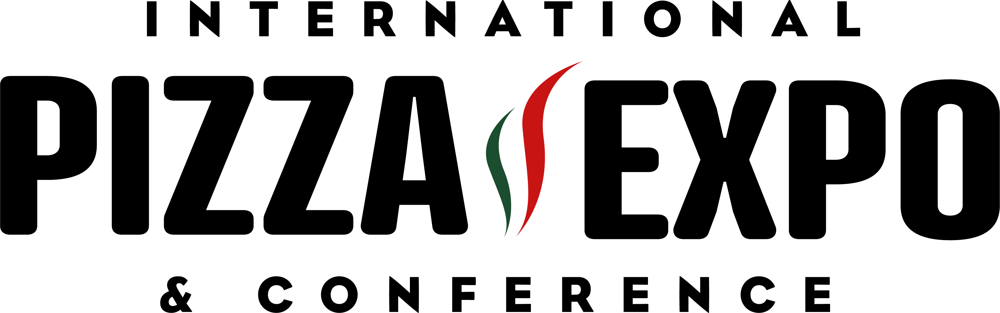 INTERNATIONAL
PIZZA EXPO
& CONFERENCE